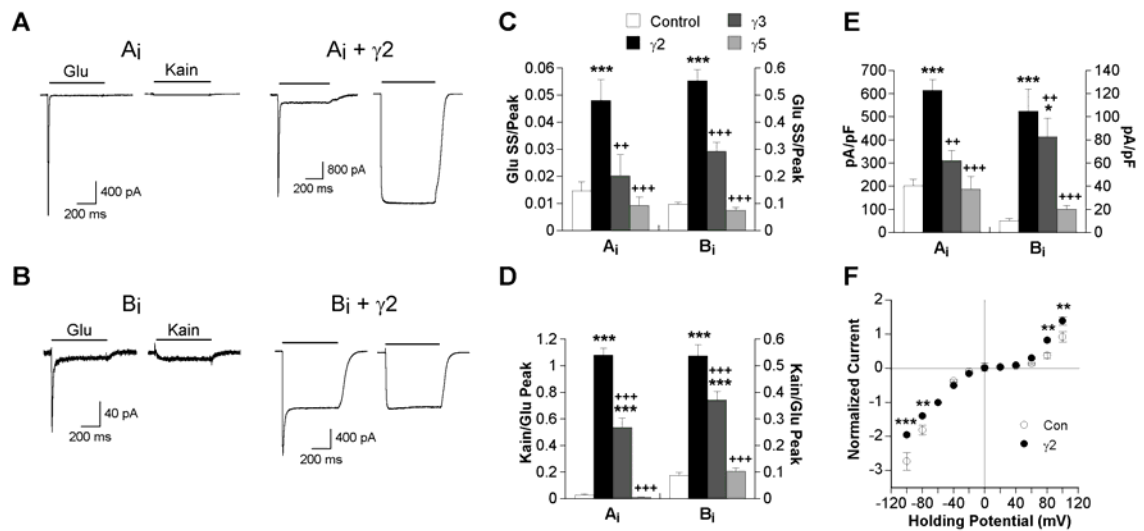 A
Ai
Ai + γ2
Glu
Kain
400 pA
200 ms
800 pA
200 ms
B
Bi
Bi + γ2
Glu
Kain
40 pA
200 ms
400 pA
200 ms
C
Control
γ2
γ3
γ5
Glu SS/Peak
0.06
0.05
0.04
0.03
0.02
0.01
0
***
++
+++
***
+++
+++
0.6
0.5
0.4
0.3
0.2
0.1
0
Glu SS/Peak
Ai
Bi
D
Kain/Glu Peak
1.2
1
0.8
0.6
0.4
0.2
0
***
+++
***
+++
***
+++
***
+++
0.6
0.5
0.4
0.3
0.2
0.1
0
Kain/Glu Peak
Ai
Bi
E
pA/pF
700
600
500
400
300
200
100
0
***
++
+++
***
++
*
+++
140
120
100
80
60
40
20
0
pA/pF
Ai
Bi
F
Normalized Current
2
1
0
-1
-2
-3
***
**
**
**
Con
γ2
-120 -80 -40 0 40 80 120
Holding Potential (mV)